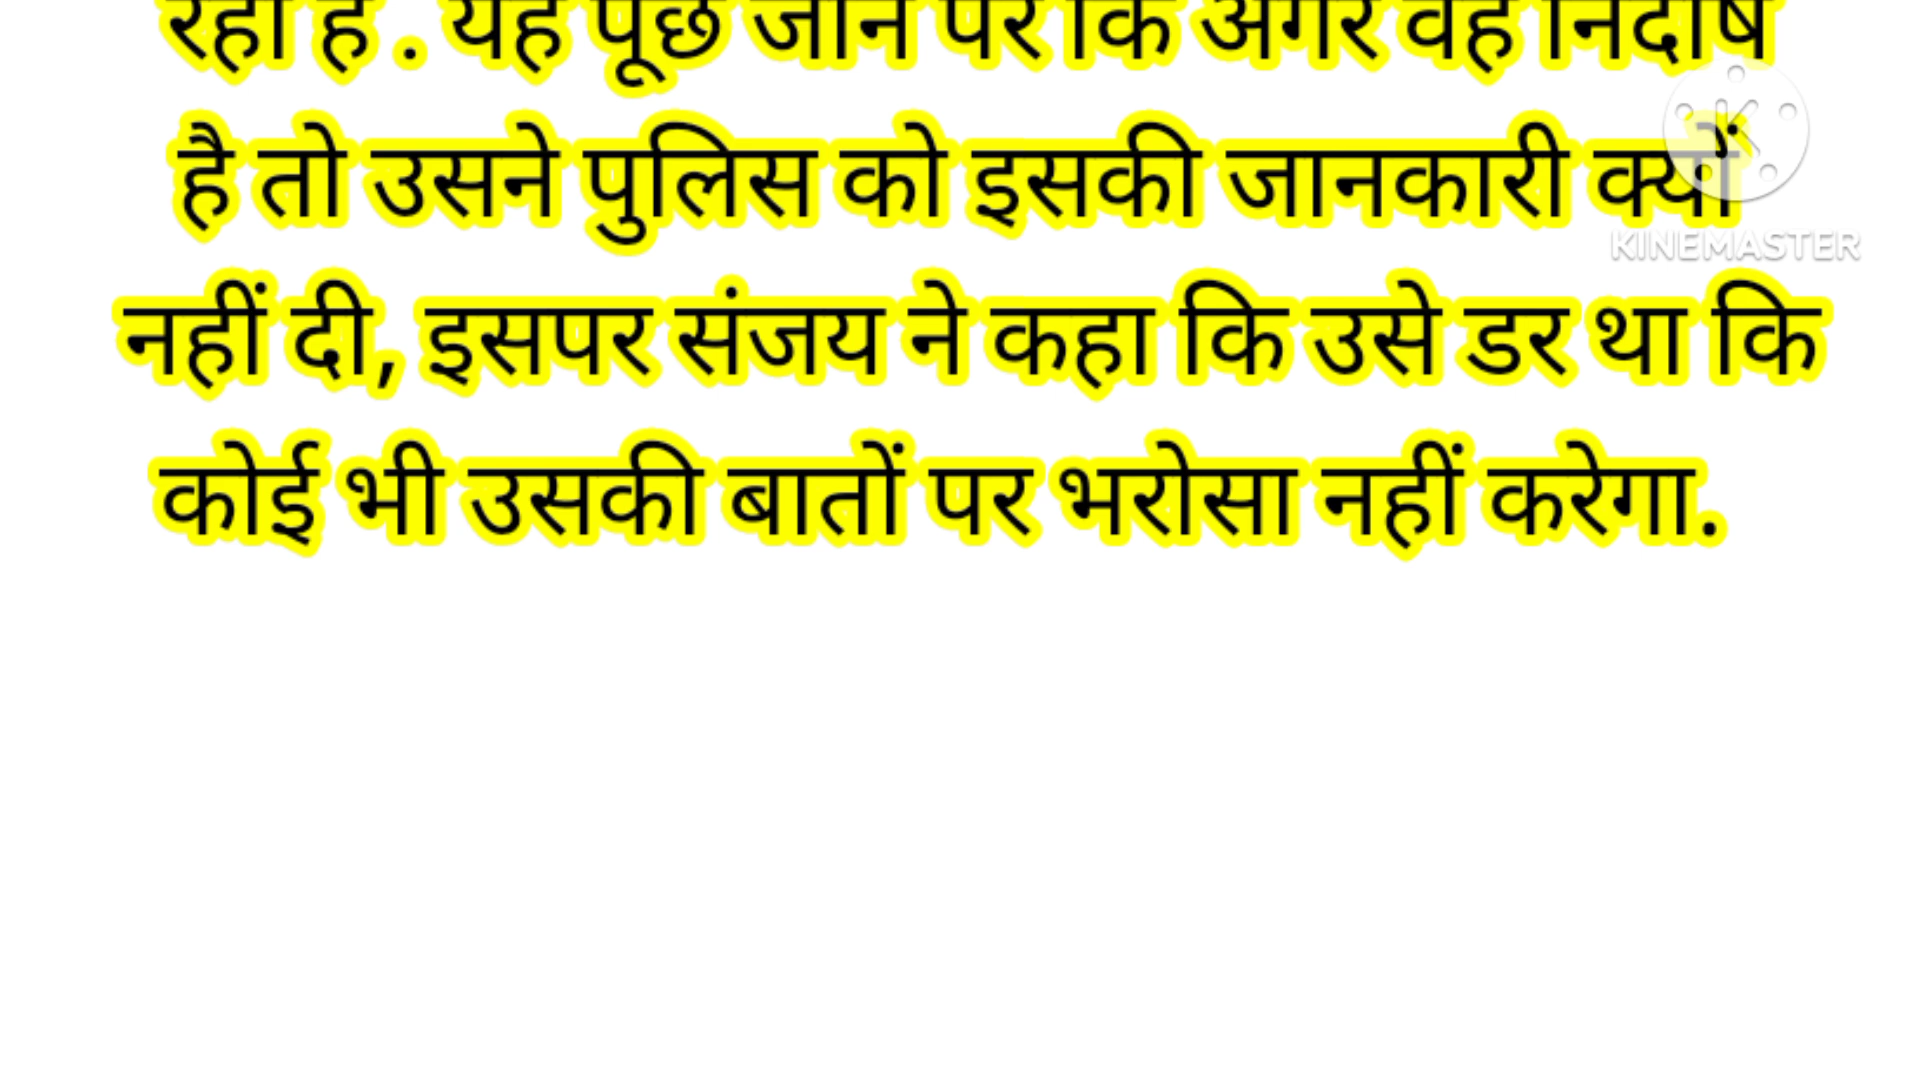 रहा है . यह पूछे जाने पर कि अगर वह निर्दोष
है तो उसने पुलिस को इसकी जानकारी क्यों
नहीं दी, इसपर संजय ने कहा कि उसे डर था कि
कोई भी उसकी बातों पर भरोसा नहीं करेगा.
KINEMASTER